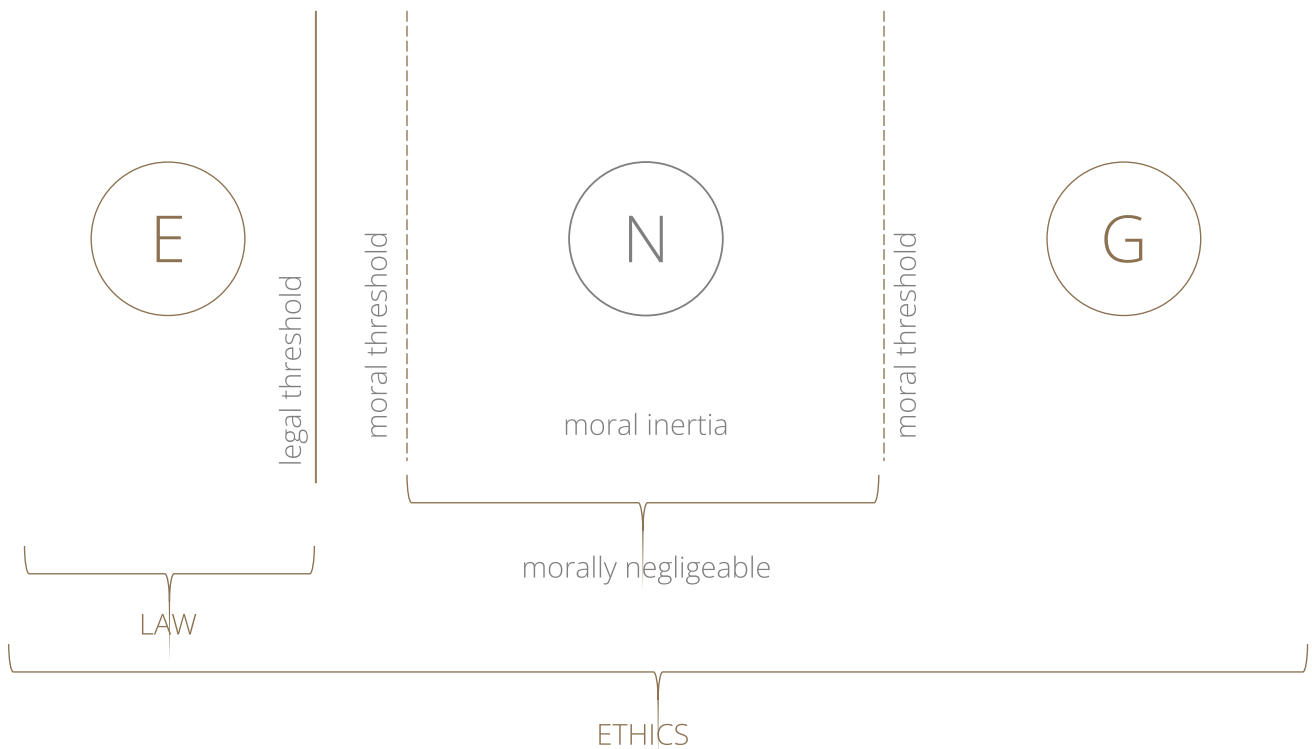 E
N
G
legal threshold
moral threshold
moral threshold
moral inertia
morally negligeable
LAW
ETHICS